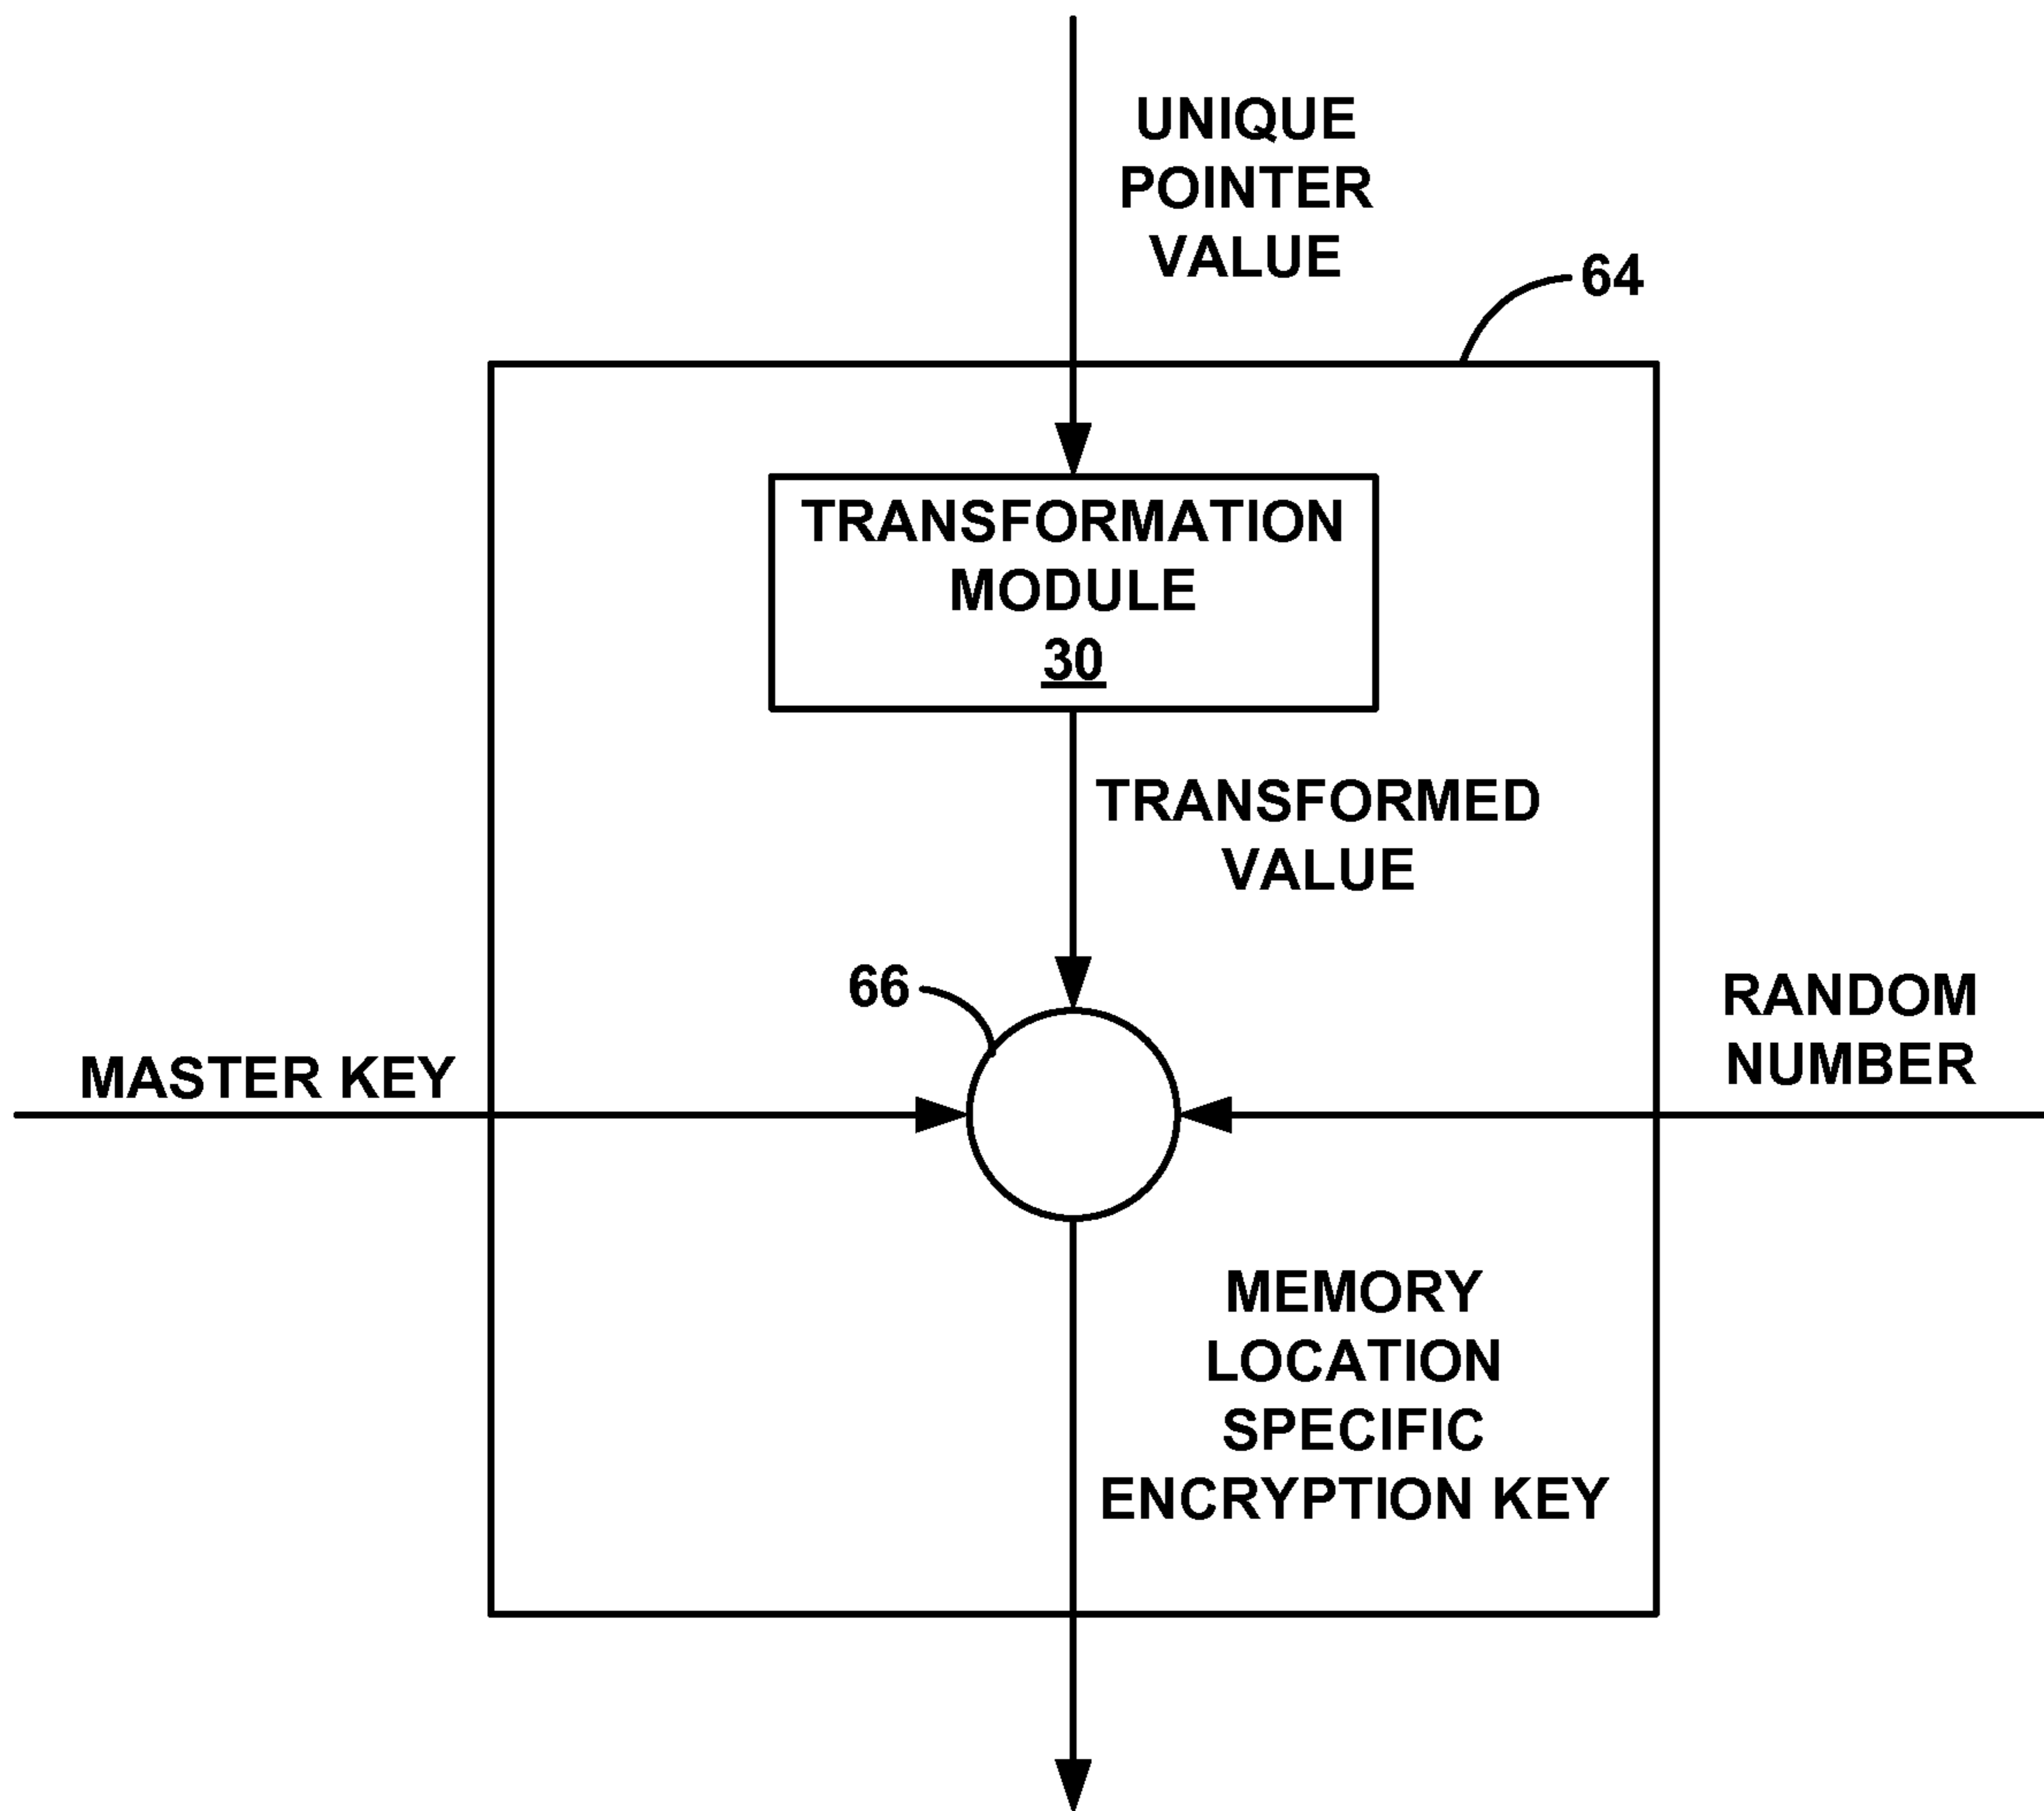 UNIQUE
POINTER
VALUE
64
TRANSFORMATION
MODULE
30
TRANSFORMED
VALUE
66
MASTER KEY
RANDOM
NUMBER
MEMORY
LOCATION
SPECIFIC
ENCRYPTION KEY